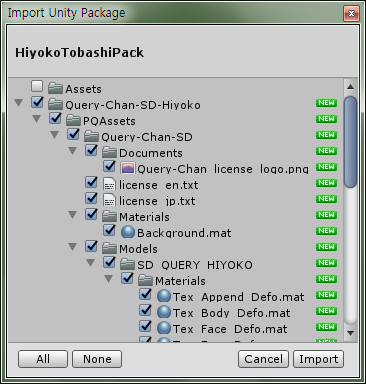 Import Unity Package
HiyokoTobashiPack
Assets
Query-Chan-SD-Hiyoko NEW
PQAssets NEW
Query-Chan-SD NEW
Documents NEW
Query-Chan_license_logo.png NEW
license_en.txt NEW
license_jp.txt NEW
Materials NEW
Background.mat NEW
Models NEW
SD_QUERY_HIYOKO NEW
Materials NEW
Tex_Append_Defo.mat NEW
Tex_Body_Defo.mat NEW
Tex_Face_Defo.mat NEW
All None Cancel Import